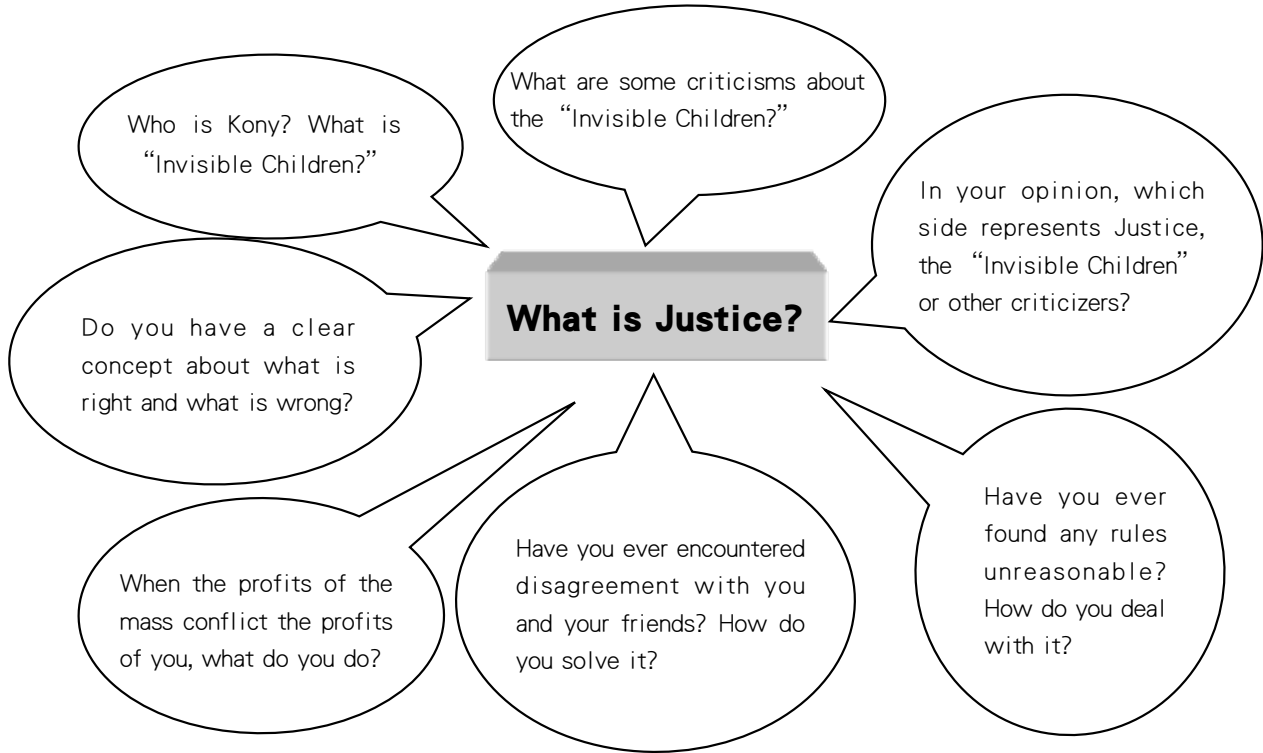 Who is Kony? What is
“Invisible Children?”
What are some criticisms about
the “Invisible Children?”
In your opinion, which
side represents Justice,
the “Invisible Children”
or other criticizers?
What is Justice?
Do you have a clear
concept about what is
right and what is wrong?
When the profits of the
mass conflict the profits
of you, what do you do?
Have you ever encountered
disagreement with you
and your friends? How do
you solve it?
Have you ever
found any rules
unreasonable?
How do you deal
with it?